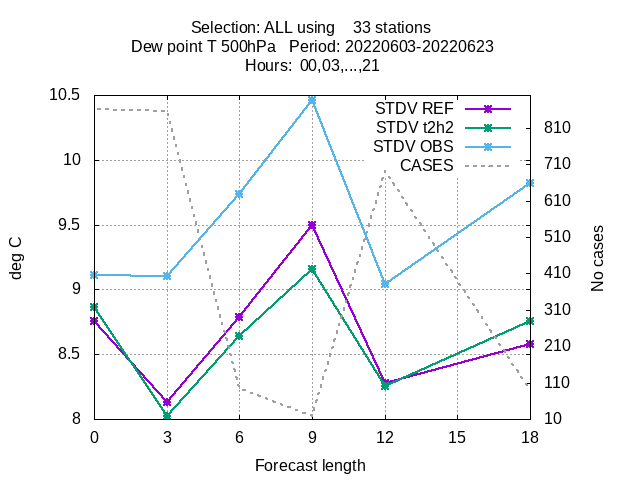 Selection: ALL using    33 stations
Dew point T 500hPa   Period: 20220603-20220623
Hours:  00,03,...,21
STDV REF
STDV t2h2
STDV OBS
CASES
deg C
10.5
10
9.5
9
8.5
8
No cases
810
710
610
510
410
310
210
110
10
0 3 6 9 12 15 18
Forecast length